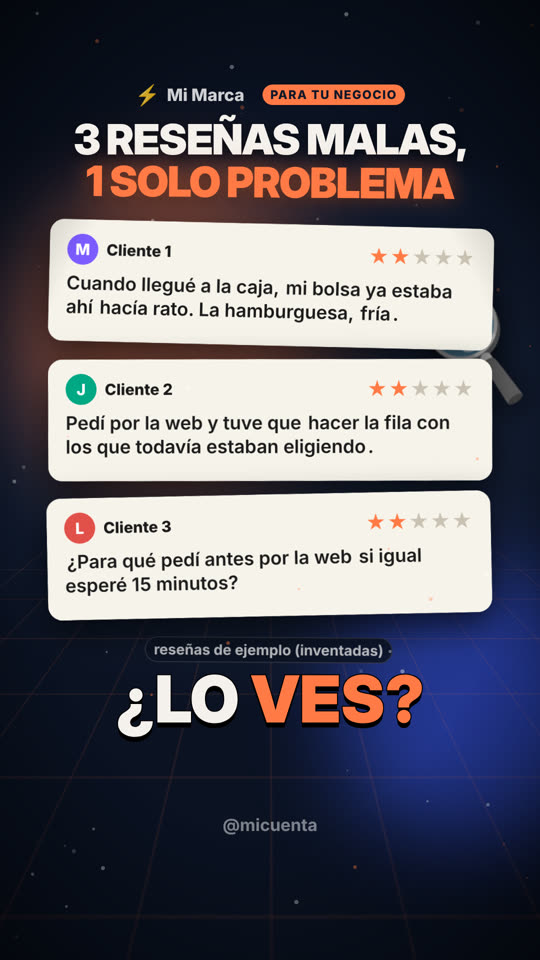 ⚡ Mi Marca PARA TU NEGOCIO
3 RESEÑAS MALAS,
1 SOLO PROBLEMA
M Cliente 1
Cuando llegué a la caja, mi bolsa ya estaba
ahí hacía rato. La hamburguesa, fría.
J Cliente 2
Pedí por la web y tuve que hacer la fila con
los que todavía estaban eligiendo.
L Cliente 3
¿Para qué pedí antes por la web si igual
esperé 15 minutos?
reseñas de ejemplo (inventadas)
¿LO VES?
@micuenta